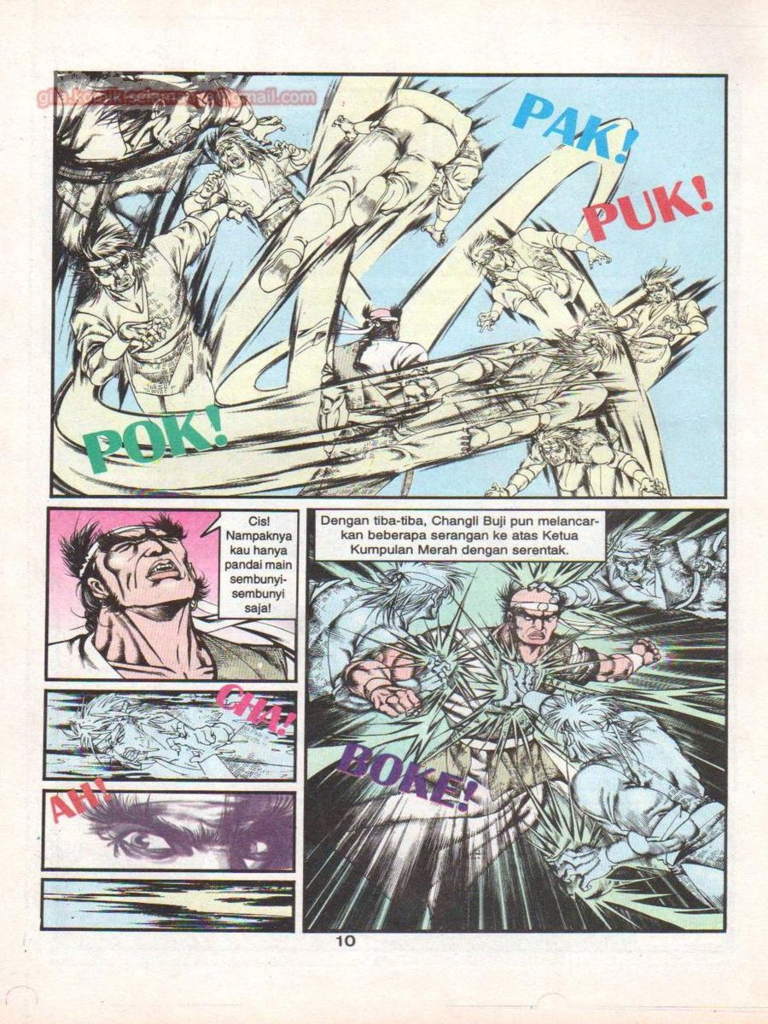 PAK!
PUK!
POK!
Cis!
Nampaknya
kau hanya
pandai main
sembunyi-
sembunyi
saja!
CHA!
AH!
Dengan tiba-tiba, Changli Buji pun melancar-
kan beberapa serangan ke atas Ketua
Kumpulan Merah dengan serentak.
BOKE!
10